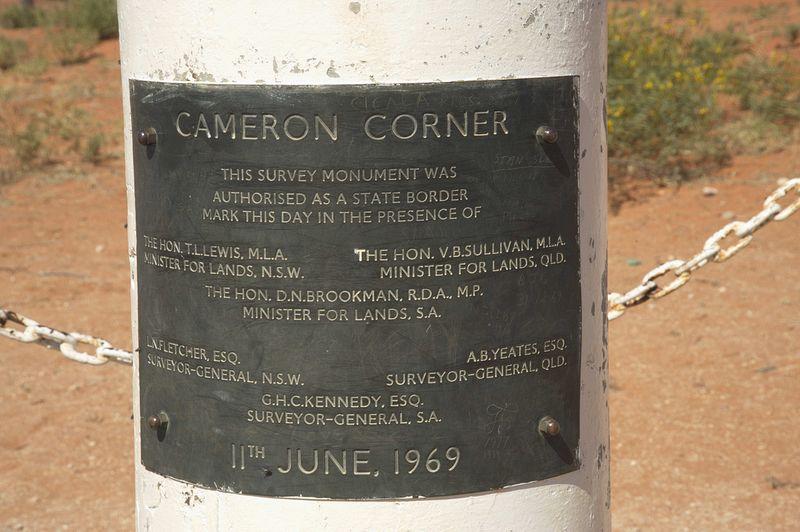 CAMERON CORNER
THIS SURVEY MONUMENT WAS
AUTHORISED AS A STATE BORDER
MARK THIS DAY IN THE PRESENCE OF
THE HON. T.L.LEWIS, M.L.A. THE HON. V.B.SULLIVAN, M.L.A.
MINISTER FOR LANDS, N.S.W. MINISTER FOR LANDS, QLD.
THE HON. D.N.BROOKMAN, R.D.A., M.P.
MINISTER FOR LANDS, S.A.
L.N.FLETCHER, ESQ. A.B.YEATES, ESQ.
SURVEYOR-GENERAL, N.S.W. SURVEYOR-GENERAL, QLD.
G.H.C.KENNEDY, ESQ.
SURVEYOR-GENERAL, S.A.
11TH JUNE, 1969